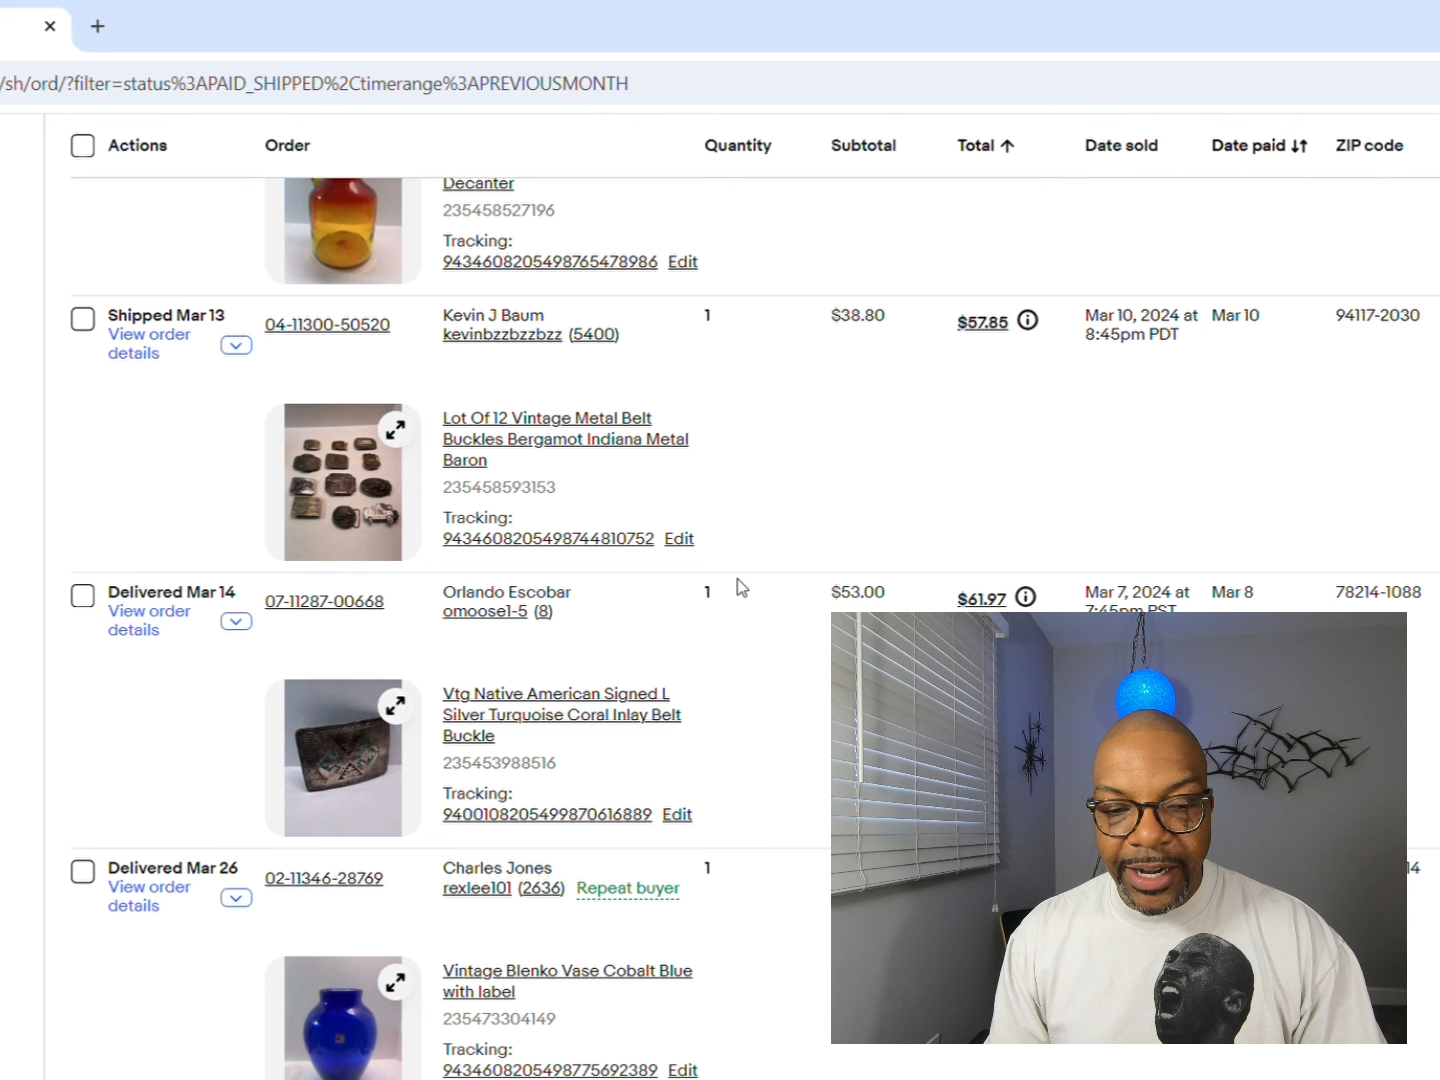 /sh/ord/?filter=status%3APAID_SHIPPED%2Ctimerange%3APREVIOUSMONTH
Actions Order Quantity Subtotal Total Date sold Date paid ZIP code
Decanter
235458527196
Tracking:
9434608205498765478986 Edit
Shipped Mar 13
View order
details
04-11300-50520
Kevin J Baum
kevinbzzbzzbzz (5400)
1
$38.80
$57.85
Mar 10, 2024 at
8:45pm PDT
Mar 10
94117-2030
Lot Of 12 Vintage Metal Belt
Buckles Bergamot Indiana Metal
Baron
235458593153
Tracking:
9434608205498744810752 Edit
Delivered Mar 14
View order
details
07-11287-00668
Orlando Escobar
omoose1-5 (8)
1
$53.00
$61.97
Mar 7, 2024 at
7:45pm PST
Mar 8
78214-1088
Vtg Native American Signed L
Silver Turquoise Coral Inlay Belt
Buckle
235453988516
Tracking:
9400108205499870616889 Edit
Delivered Mar 26
View order
details
02-11346-28769
Charles Jones
rexlee101 (2636) Repeat buyer
1
14
Vintage Blenko Vase Cobalt Blue
with label
235473304149
Tracking:
9434608205498775692389 Edit